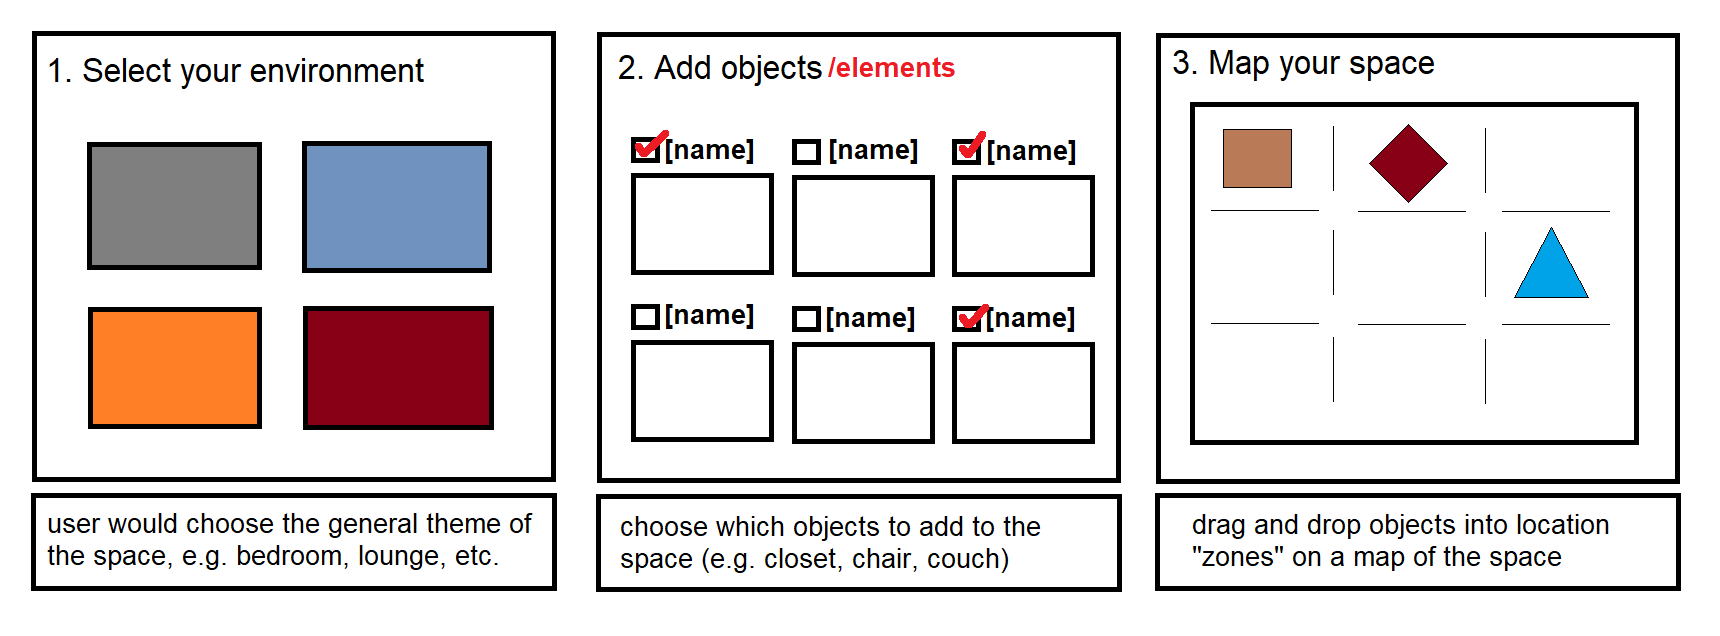 1. Select your environment
user would choose the general theme of
the space, e.g. bedroom, lounge, etc.
2. Add objects /elements
[name] [name] [name]
[name] [name] [name]
choose which objects to add to the
space (e.g. closet, chair, couch)
3. Map your space
drag and drop objects into location
"zones" on a map of the space